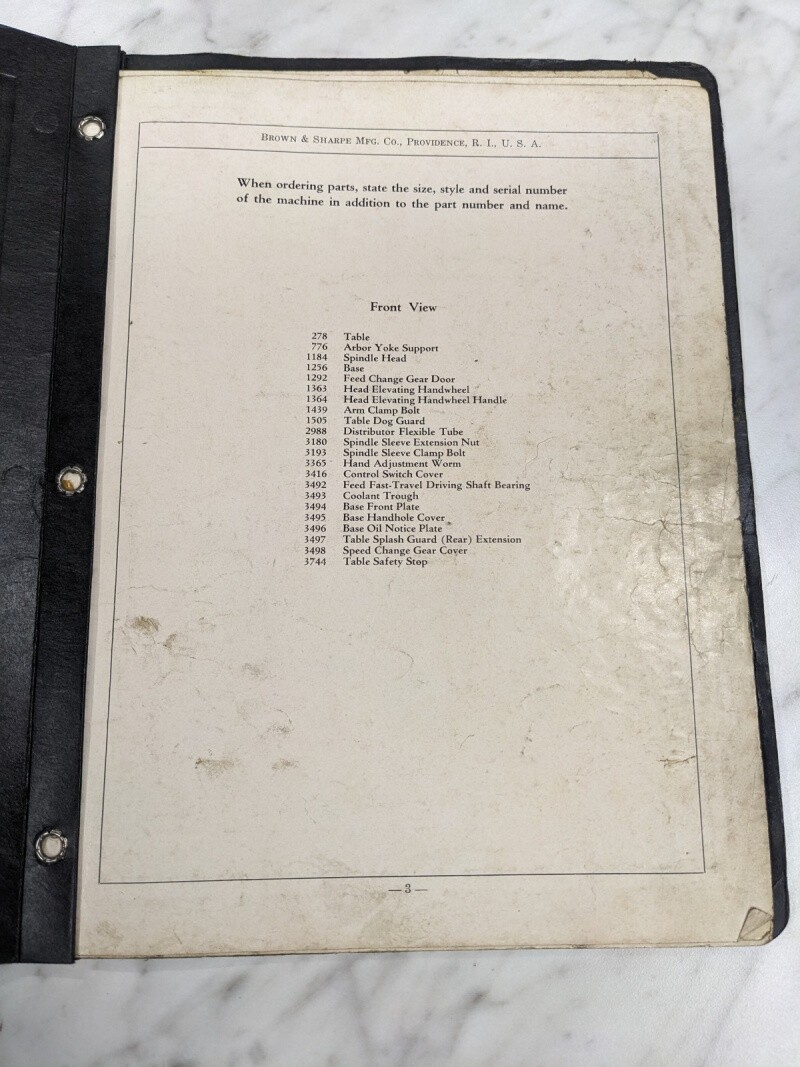 Brown & Sharpe Mfg. Co., Providence, R. I., U. S. A.
When ordering parts, state the size, style and serial number
of the machine in addition to the part number and name.
Front View
278 Table
776 Arbor Yoke Support
1184 Spindle Head
1256 Base
1292 Feed Change Gear Door
1363 Head Elevating Handwheel
1364 Head Elevating Handwheel Handle
1439 Arm Clamp Bolt
1505 Table Dog Guard
2988 Distributor Flexible Tube
3180 Spindle Sleeve Extension Nut
3193 Spindle Sleeve Clamp Bolt
3365 Hand Adjustment Worm
3416 Control Switch Cover
3492 Feed Fast-Travel Driving Shaft Bearing
3493 Coolant Trough
3494 Base Front Plate
3495 Base Handhole Cover
3496 Base Oil Notice Plate
3497 Table Splash Guard (Rear) Extension
3498 Speed Change Gear Cover
3744 Table Safety Stop
—3—